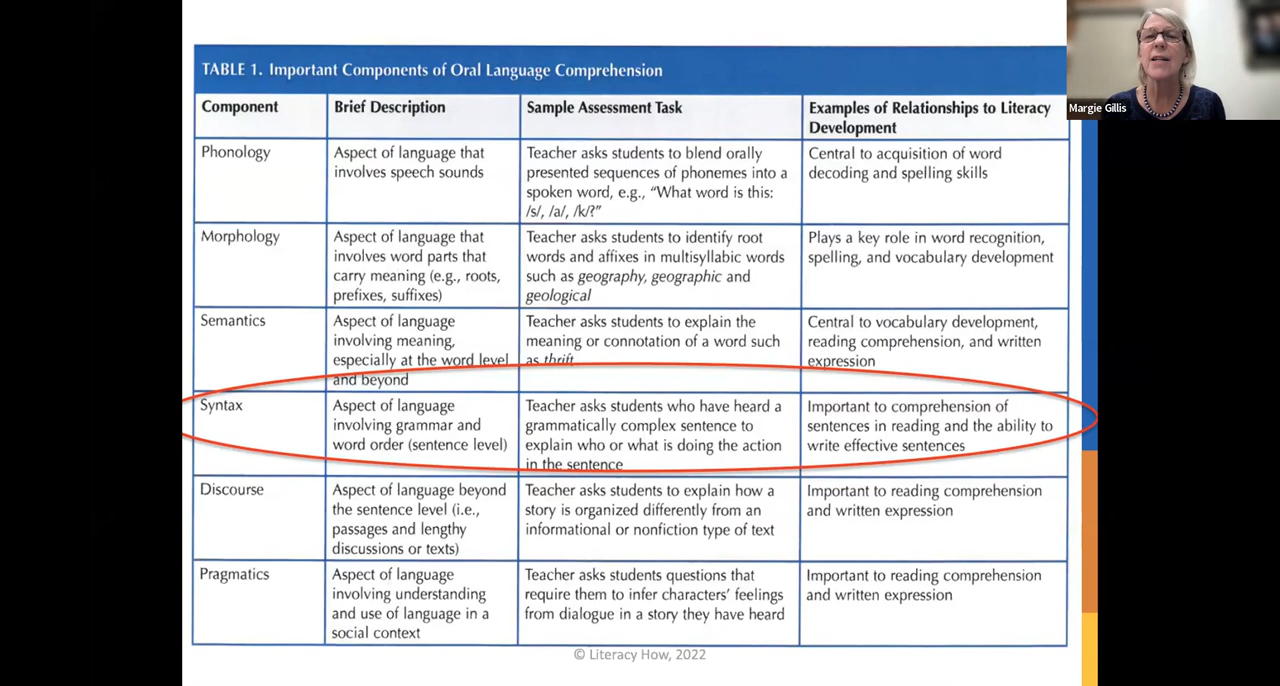 TABLE 1. Important Components of Oral Language Comprehension
Component
Brief Description
Sample Assessment Task
Examples of Relationships to Literacy
Development
Phonology
Aspect of language that
involves speech sounds
Teacher asks students to blend orally
presented sequences of phonemes into a
spoken word, e.g., “What word is this:
/s/, /a/, /k/?”
Central to acquisition of word
decoding and spelling skills
Morphology
Aspect of language that
involves word parts that
carry meaning (e.g., roots,
prefixes, suffixes)
Teacher asks students to identify root
words and affixes in multisyllabic words
such as geography, geographic and
geological
Plays a key role in word recognition,
spelling, and vocabulary development
Semantics
Aspect of language
involving meaning,
especially at the word level
and beyond
Teacher asks students to explain the
meaning or connotation of a word such
as thrift
Central to vocabulary development,
reading comprehension, and written
expression
Syntax
Aspect of language
involving grammar and
word order (sentence level)
Teacher asks students who have heard a
grammatically complex sentence to
explain who or what is doing the action
in the sentence
Important to comprehension of
sentences in reading and the ability to
write effective sentences
Discourse
Aspect of language beyond
the sentence level (i.e.,
passages and lengthy
discussions or texts)
Teacher asks students to explain how a
story is organized differently from an
informational or nonfiction type of text
Important to reading comprehension
and written expression
Pragmatics
Aspect of language
involving understanding
and use of language in a
social context
Teacher asks students questions that
require them to infer characters’ feelings
from dialogue in a story they have heard
Important to reading comprehension
and written expression
© Literacy How, 2022
Margie Gillis